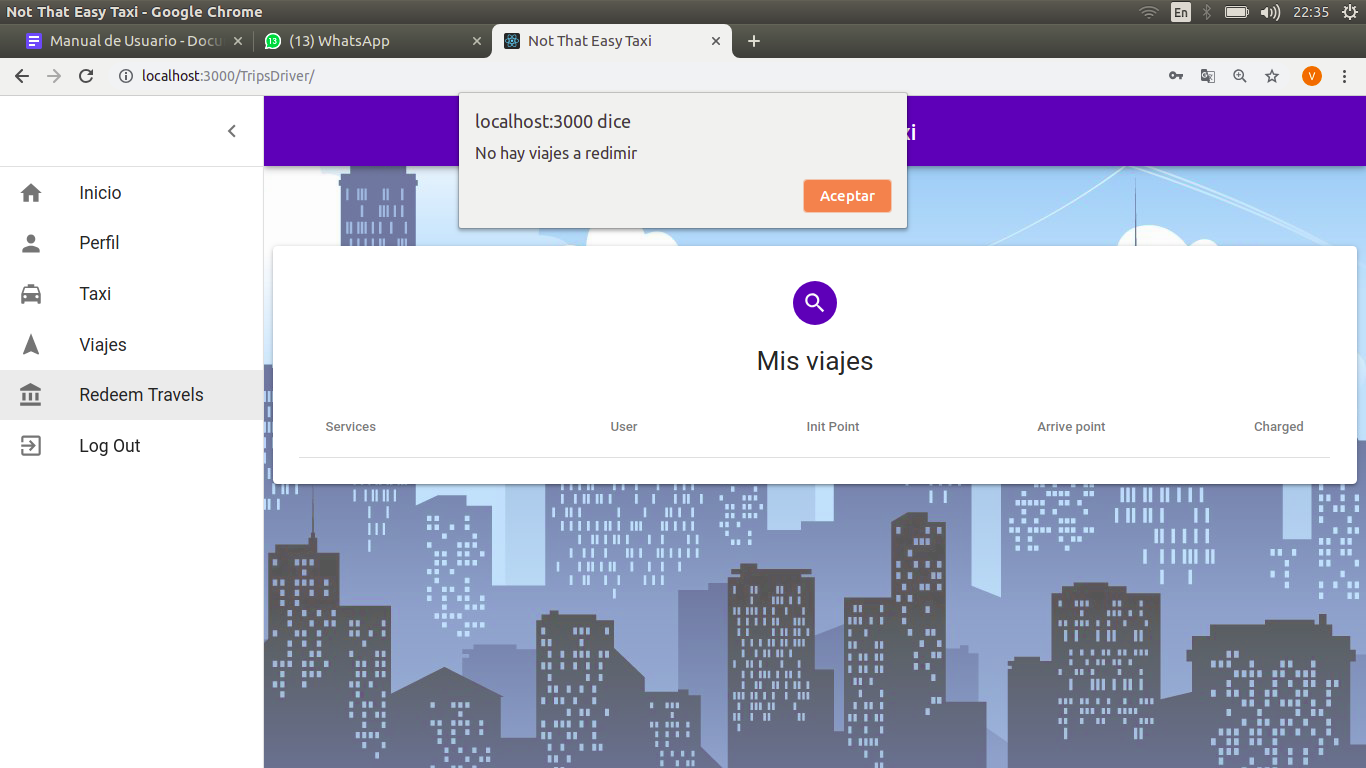 Not That Easy Taxi - Google Chrome
En
22:35
Manual de Usuario - Docu
13
(13) WhatsApp
Not That Easy Taxi
localhost:3000/TripsDriver/
V
localhost:3000 dice
No hay viajes a redimir
Aceptar
xi
Inicio
Perfil
Taxi
Viajes
Redeem Travels
Log Out
Mis viajes
Services User Init Point Arrive point Charged